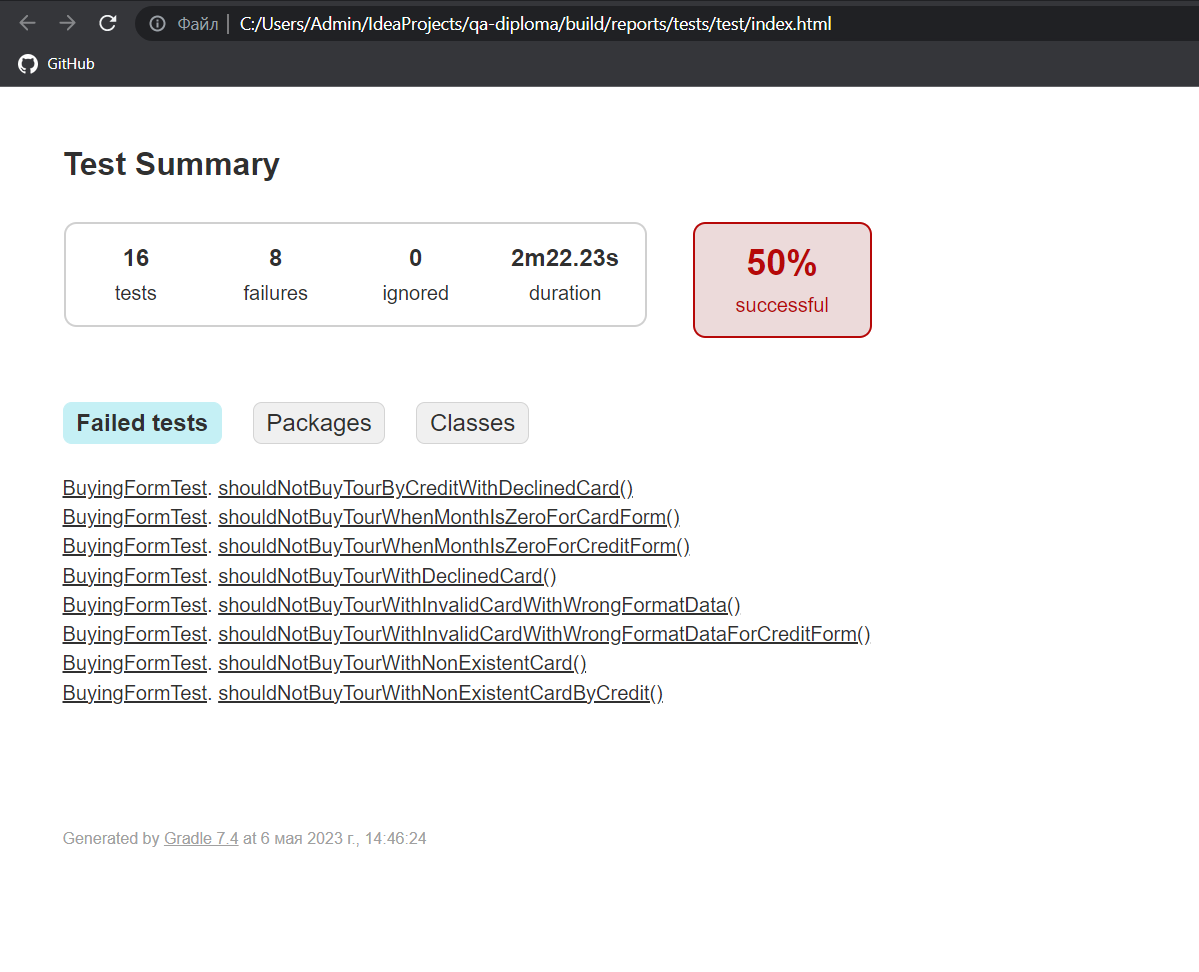 Файл | C:/Users/Admin/IdeaProjects/qa-diploma/build/reports/tests/test/index.html
GitHub
Test Summary
16 8 0 2m22.23s
tests failures ignored duration
50%
successful
Failed tests Packages Classes
BuyingFormTest. shouldNotBuyTourByCreditWithDeclinedCard()
BuyingFormTest. shouldNotBuyTourWhenMonthIsZeroForCardForm()
BuyingFormTest. shouldNotBuyTourWhenMonthIsZeroForCreditForm()
BuyingFormTest. shouldNotBuyTourWithDeclinedCard()
BuyingFormTest. shouldNotBuyTourWithInvalidCardWithWrongFormatData()
BuyingFormTest. shouldNotBuyTourWithInvalidCardWithWrongFormatDataForCreditForm()
BuyingFormTest. shouldNotBuyTourWithNonExistentCard()
BuyingFormTest. shouldNotBuyTourWithNonExistentCardByCredit()
Generated by Gradle 7.4 at 6 мая 2023 г., 14:46:24